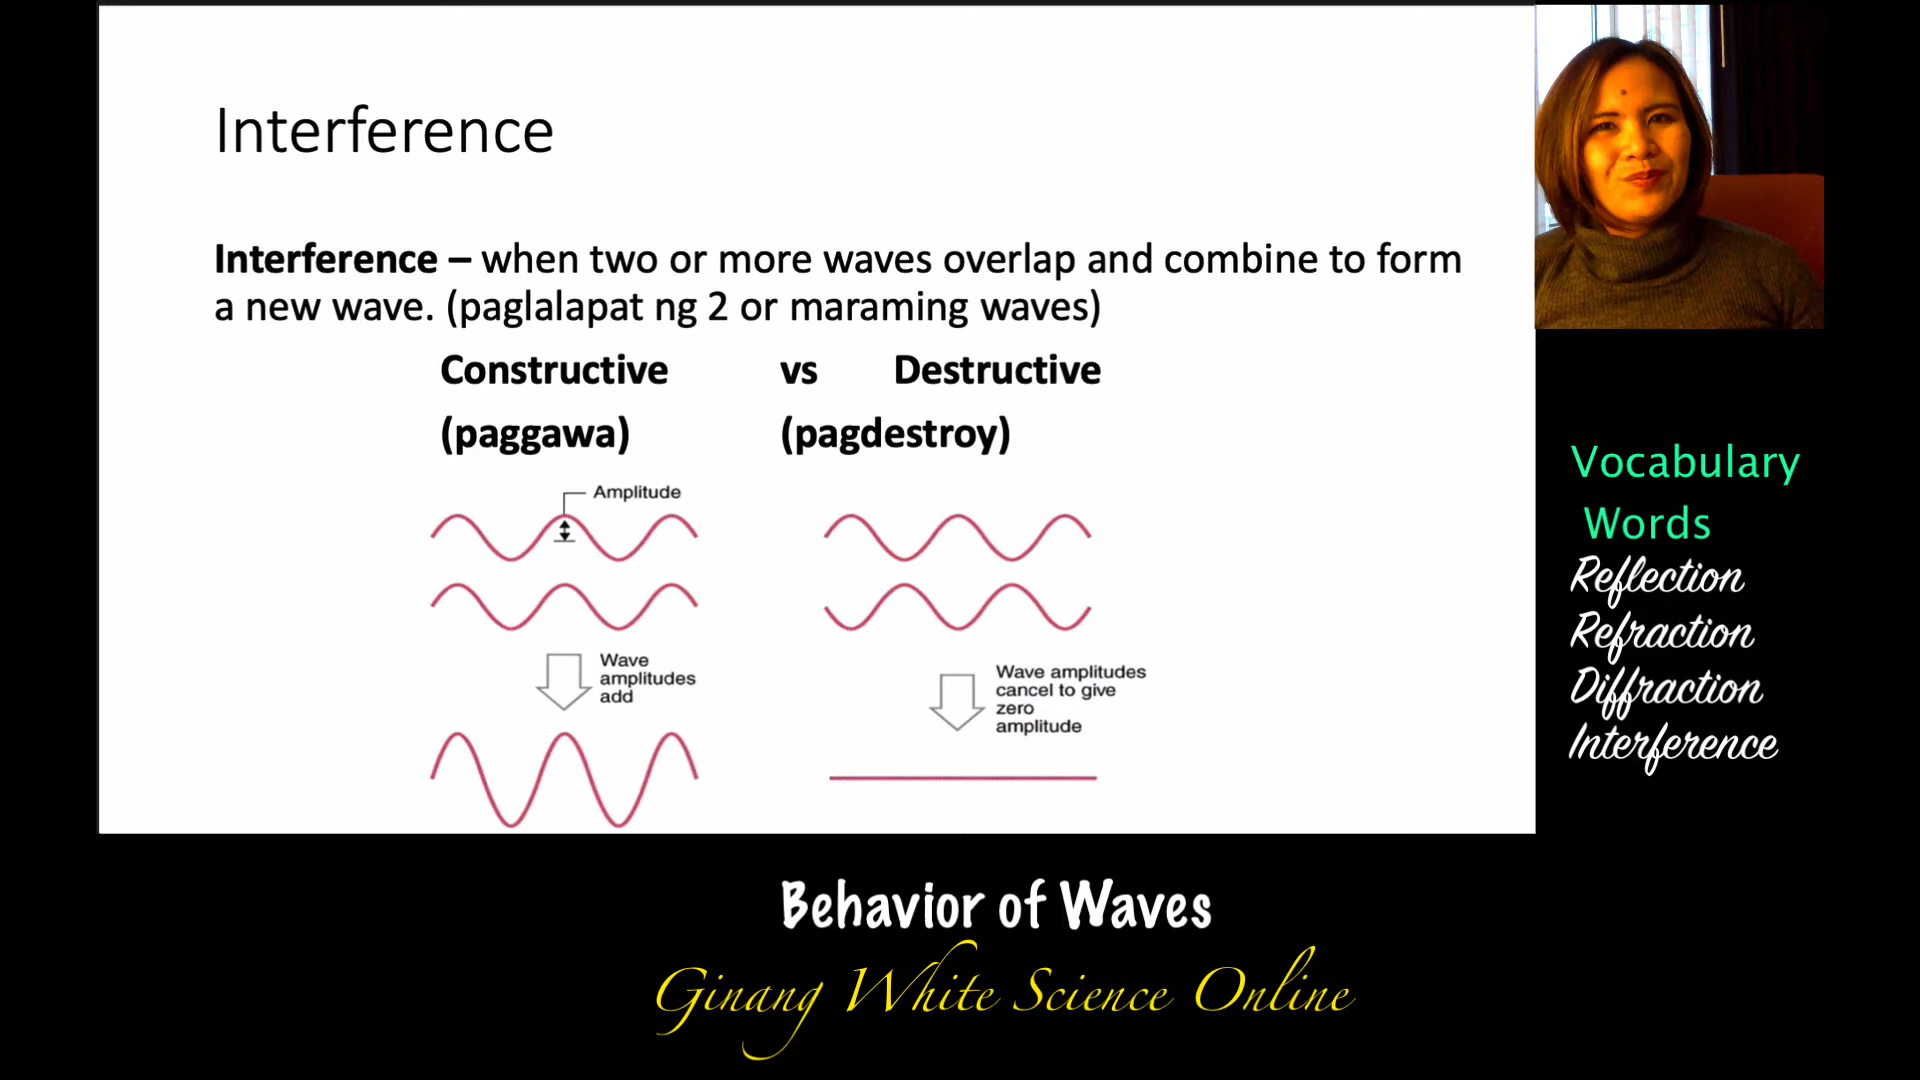 Interference
Interference – when two or more waves overlap and combine to form
a new wave. (paglalapat ng 2 or maraming waves)
Constructive vs Destructive
(paggawa) (pagdestroy)
Amplitude
Wave
amplitudes
add
Wave amplitudes
cancel to give
zero
amplitude
Vocabulary
Words
Reflection
Refraction
Diffraction
Interference
Behavior of Waves
Ginang White Science Online